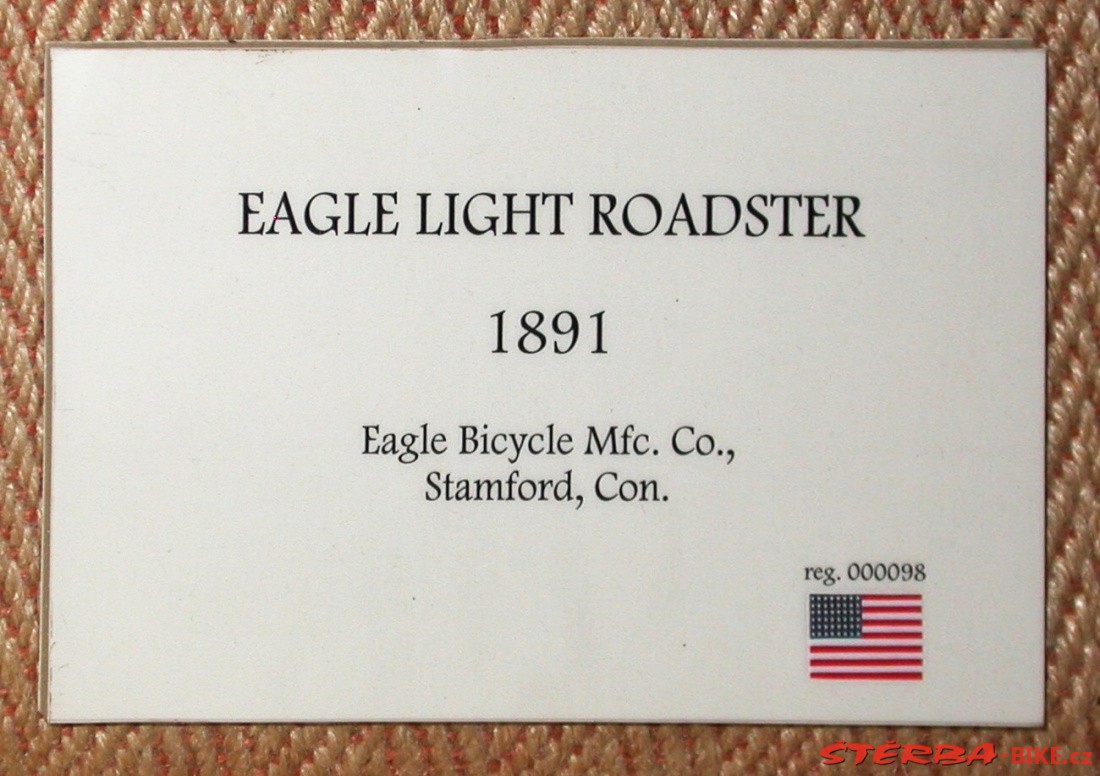 EAGLE LIGHT ROADSTER
1891
Eagle Bicycle Mfc. Co.,
Stamford, Con.
reg. 000098
ŠTĚRBA-BIKE.cz